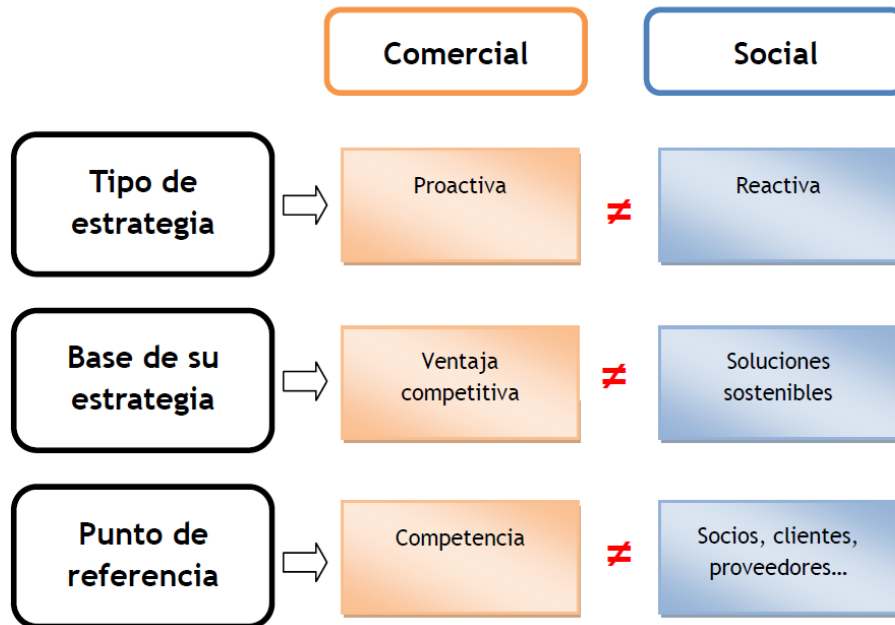 Comercial
Social
Tipo de
estrategia
Proactiva
≠
Reactiva
Base de su
estrategia
Ventaja
competitiva
≠
Soluciones
sostenibles
Punto de
referencia
Competencia
≠
Socios, clientes,
proveedores...